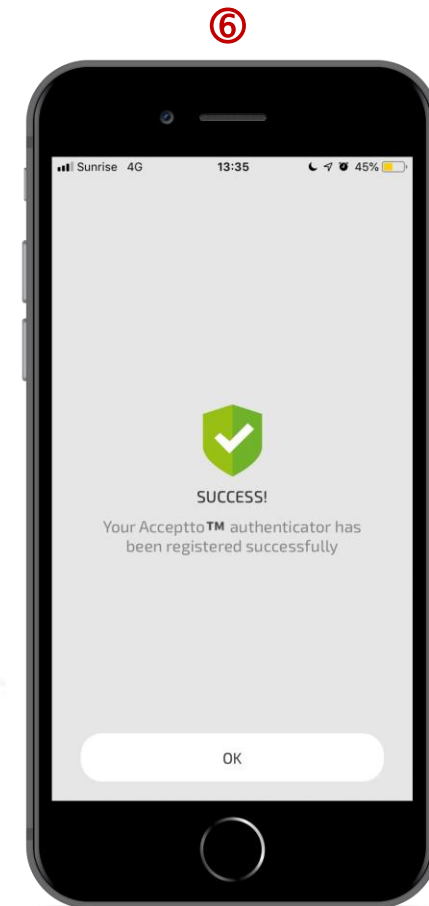 ⑥
Sunrise 4G 13:35 45%
SUCCESS!
Your Acceptto™ authenticator has
been registered successfully
OK